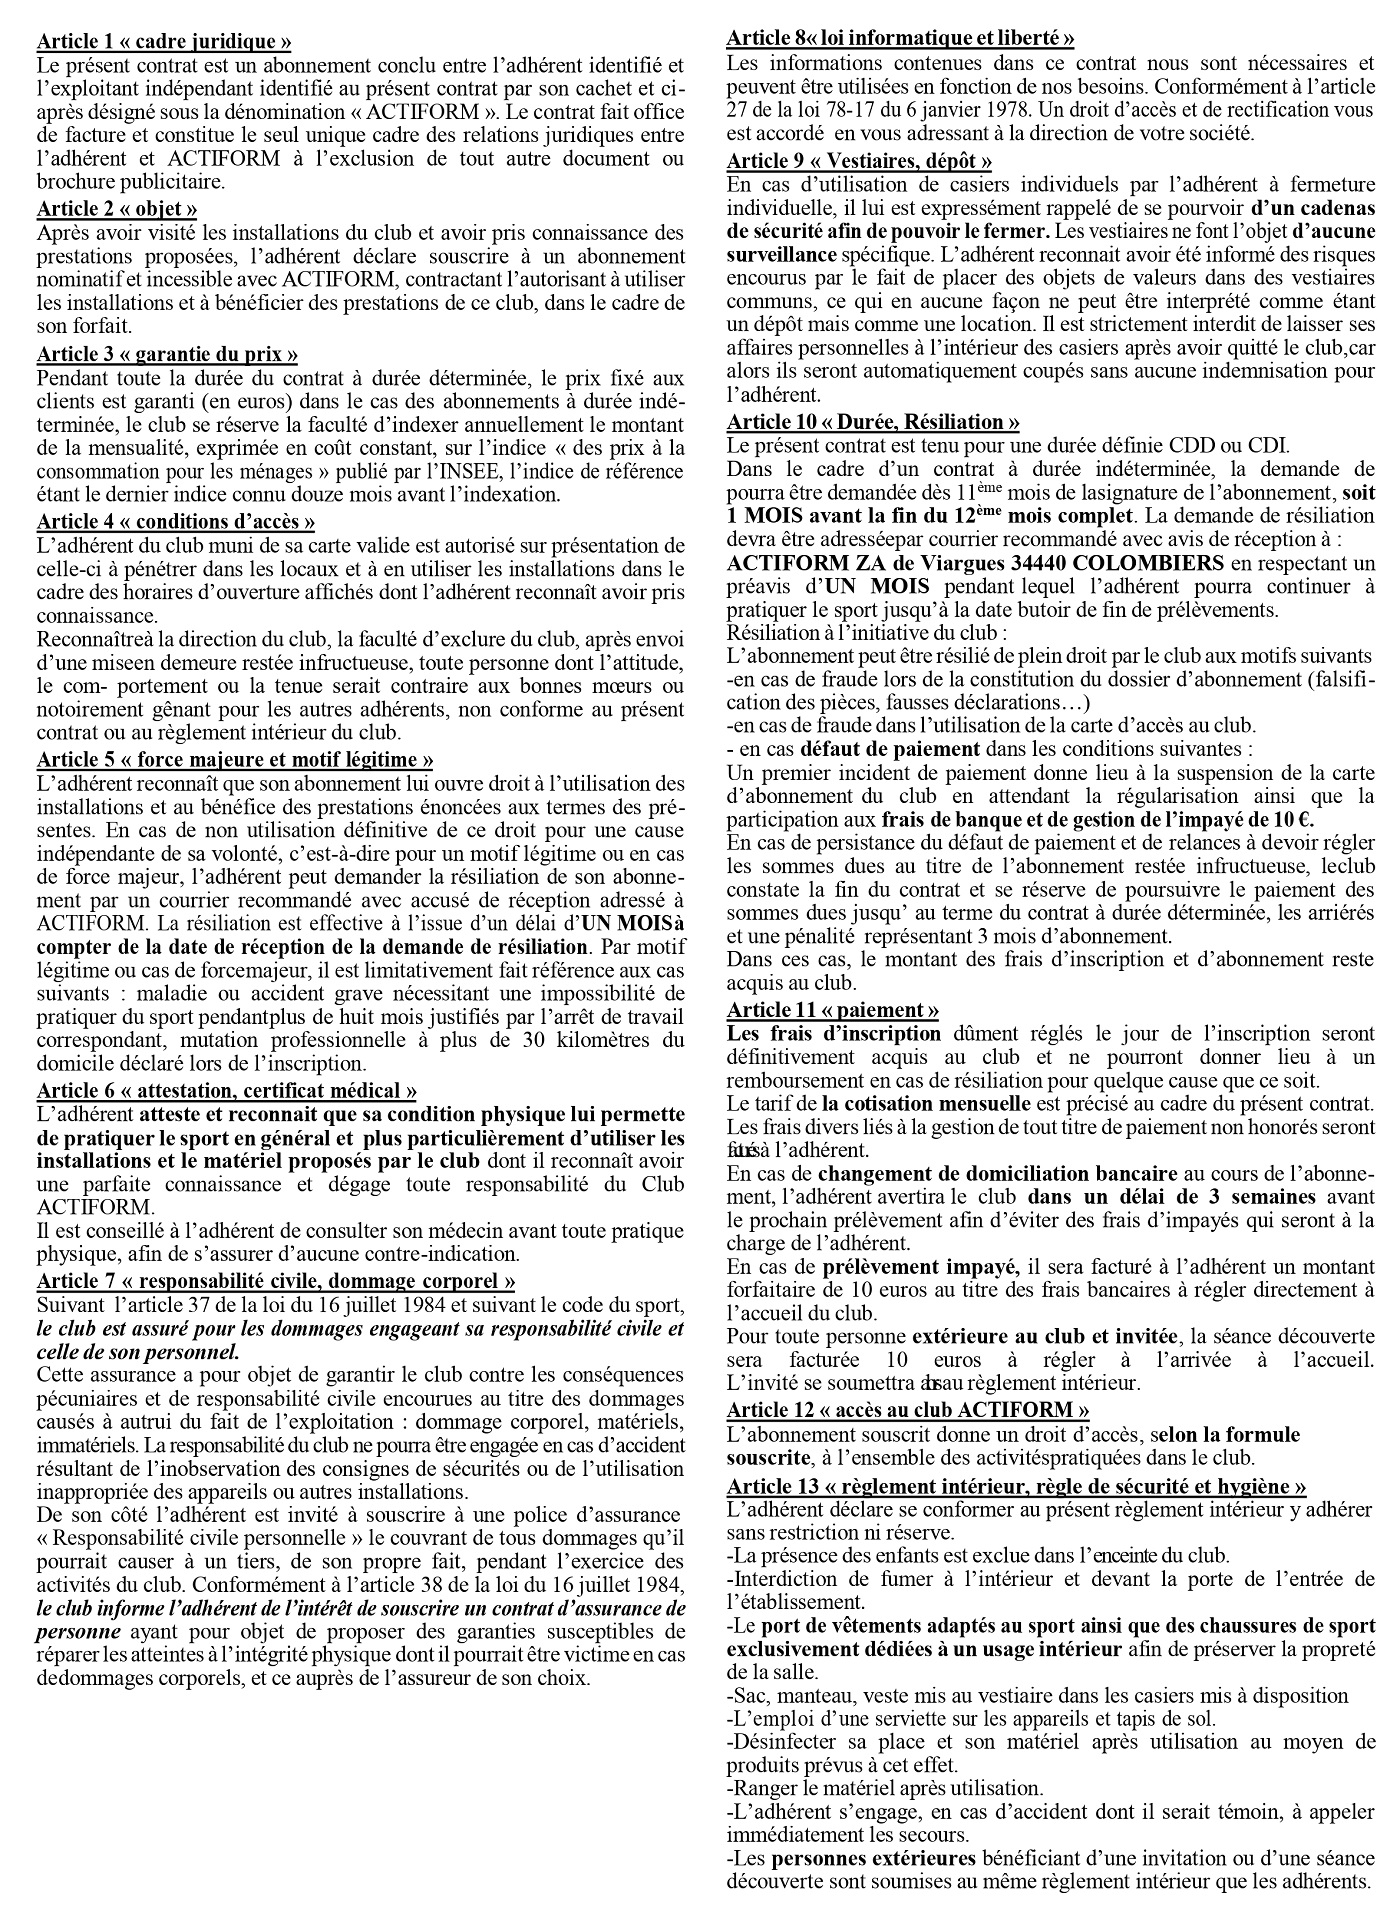 Article 1 « cadre juridique »
Le présent contrat est un abonnement conclu entre l’adhérent identifié et
l’exploitant indépendant identifié au présent contrat par son cachet et ci-
après désigné sous la dénomination « ACTIFORM ». Le contrat fait office
de facture et constitue le seul unique cadre des relations juridiques entre
l’adhérent et ACTIFORM à l’exclusion de tout autre document ou
brochure publicitaire.
Article 2 « objet »
Après avoir visité les installations du club et avoir pris connaissance des
prestations proposées, l’adhérent déclare souscrire à un abonnement
nominatif et incessible avec ACTIFORM, contractant l’autorisant à utiliser
les installations et à bénéficier des prestations de ce club, dans le cadre de
son forfait.
Article 3 « garantie du prix »
Pendant toute la durée du contrat à durée déterminée, le prix fixé aux
clients est garanti (en euros) dans le cas des abonnements à durée indé-
terminée, le club se réserve la faculté d’indexer annuellement le montant
de la mensualité, exprimée en coût constant, sur l’indice « des prix à la
consommation pour les ménages » publié par l’INSEE, l’indice de référence
étant le dernier indice connu douze mois avant l’indexation.
Article 4 « conditions d’accès »
L’adhérent du club muni de sa carte valide est autorisé sur présentation de
celle-ci à pénétrer dans les locaux et à en utiliser les installations dans le
cadre des horaires d’ouverture affichés dont l’adhérent reconnaît avoir pris
connaissance.
Reconnaîtreà la direction du club, la faculté d’exclure du club, après envoi
d’une miseen demeure restée infructueuse, toute personne dont l’attitude,
le com- portement ou la tenue serait contraire aux bonnes mœurs ou
notoirement gênant pour les autres adhérents, non conforme au présent
contrat ou au règlement intérieur du club.
Article 5 « force majeure et motif légitime »
L’adhérent reconnaît que son abonnement lui ouvre droit à l’utilisation des
installations et au bénéfice des prestations énoncées aux termes des pré-
sentes. En cas de non utilisation définitive de ce droit pour une cause
indépendante de sa volonté, c’est-à-dire pour un motif légitime ou en cas
de force majeur, l’adhérent peut demander la résiliation de son abonne-
ment par un courrier recommandé avec accusé de réception adressé à
ACTIFORM. La résiliation est effective à l’issue d’un délai d’UN MOISà
compter de la date de réception de la demande de résiliation. Par motif
légitime ou cas de forcemajeur, il est limitativement fait référence aux cas
suivants : maladie ou accident grave nécessitant une impossibilité de
pratiquer du sport pendantplus de huit mois justifiés par l’arrêt de travail
correspondant, mutation professionnelle à plus de 30 kilomètres du
domicile déclaré lors de l’inscription.
Article 6 « attestation, certificat médical »
L’adhérent atteste et reconnait que sa condition physique lui permette
de pratiquer le sport en général et plus particulièrement d’utiliser les
installations et le matériel proposés par le club dont il reconnaît avoir
une parfaite connaissance et dégage toute responsabilité du Club
ACTIFORM.
Il est conseillé à l’adhérent de consulter son médecin avant toute pratique
physique, afin de s’assurer d’aucune contre-indication.
Article 7 « responsabilité civile, dommage corporel »
Suivant l’article 37 de la loi du 16 juillet 1984 et suivant le code du sport,
le club est assuré pour les dommages engageant sa responsabilité civile et
celle de son personnel.
Cette assurance a pour objet de garantir le club contre les conséquences
pécuniaires et de responsabilité civile encourues au titre des dommages
causés à autrui du fait de l’exploitation : dommage corporel, matériels,
immatériels. La responsabilité du club ne pourra être engagée en cas d’accident
résultant de l’inobservation des consignes de sécurités ou de l’utilisation
inappropriée des appareils ou autres installations.
De son côté l’adhérent est invité à souscrire à une police d’assurance
« Responsabilité civile personnelle » le couvrant de tous dommages qu’il
pourrait causer à un tiers, de son propre fait, pendant l’exercice des
activités du club. Conformément à l’article 38 de la loi du 16 juillet 1984,
le club informe l’adhérent de l’intérêt de souscrire un contrat d’assurance de
personne ayant pour objet de proposer des garanties susceptibles de
réparer les atteintes à l’intégrité physique dont il pourrait être victime en cas
dedommages corporels, et ce auprès de l’assureur de son choix.
Article 8« loi informatique et liberté »
Les informations contenues dans ce contrat nous sont nécessaires et
peuvent être utilisées en fonction de nos besoins. Conformément à l’article
27 de la loi 78-17 du 6 janvier 1978. Un droit d’accès et de rectification vous
est accordé en vous adressant à la direction de votre société.
Article 9 « Vestiaires, dépôt »
En cas d’utilisation de casiers individuels par l’adhérent à fermeture
individuelle, il lui est expressément rappelé de se pourvoir d’un cadenas
de sécurité afin de pouvoir le fermer. Les vestiaires ne font l’objet d’aucune
surveillance spécifique. L’adhérent reconnait avoir été informé des risques
encourus par le fait de placer des objets de valeurs dans des vestiaires
communs, ce qui en aucune façon ne peut être interprété comme étant
un dépôt mais comme une location. Il est strictement interdit de laisser ses
affaires personnelles à l’intérieur des casiers après avoir quitté le club,car
alors ils seront automatiquement coupés sans aucune indemnisation pour
l’adhérent.
Article 10 « Durée, Résiliation »
Le présent contrat est tenu pour une durée définie CDD ou CDI.
Dans le cadre d’un contrat à durée indéterminée, la demande de
pourra être demandée dès 11ème mois de lasignature de l’abonnement, soit
1 MOIS avant la fin du 12ème mois complet. La demande de résiliation
devra être adresséepar courrier recommandé avec avis de réception à :
ACTIFORM ZA de Viargues 34440 COLOMBIERS en respectant un
préavis d’UN MOIS pendant lequel l’adhérent pourra continuer à
pratiquer le sport jusqu’à la date butoir de fin de prélèvements.
Résiliation à l’initiative du club :
L’abonnement peut être résilié de plein droit par le club aux motifs suivants
-en cas de fraude lors de la constitution du dossier d’abonnement (falsifi-
cation des pièces, fausses déclarations…)
-en cas de fraude dans l’utilisation de la carte d’accès au club.
- en cas défaut de paiement dans les conditions suivantes :
Un premier incident de paiement donne lieu à la suspension de la carte
d’abonnement du club en attendant la régularisation ainsi que la
participation aux frais de banque et de gestion de l’impayé de 10 €.
En cas de persistance du défaut de paiement et de relances à devoir régler
les sommes dues au titre de l’abonnement restée infructueuse, leclub
constate la fin du contrat et se réserve de poursuivre le paiement des
sommes dues jusqu’ au terme du contrat à durée déterminée, les arriérés
et une pénalité représentant 3 mois d’abonnement.
Dans ces cas, le montant des frais d’inscription et d’abonnement reste
acquis au club.
Article 11 « paiement »
Les frais d’inscription dûment réglés le jour de l’inscription seront
définitivement acquis au club et ne pourront donner lieu à un
remboursement en cas de résiliation pour quelque cause que ce soit.
Le tarif de la cotisation mensuelle est précisé au cadre du présent contrat.
Les frais divers liés à la gestion de tout titre de paiement non honorés seront
à l’adhérent.
En cas de changement de domiciliation bancaire au cours de l’abonne-
ment, l’adhérent avertira le club dans un délai de 3 semaines avant
le prochain prélèvement afin d’éviter des frais d’impayés qui seront à la
charge de l’adhérent.
En cas de prélèvement impayé, il sera facturé à l’adhérent un montant
forfaitaire de 10 euros au titre des frais bancaires à régler directement à
l’accueil du club.
Pour toute personne extérieure au club et invitée, la séance découverte
sera facturée 10 euros à régler à l’arrivée à l’accueil.
L’invité se soumettra au règlement intérieur.
Article 12 « accès au club ACTIFORM »
L’abonnement souscrit donne un droit d’accès, selon la formule
souscrite, à l’ensemble des activitéspratiquées dans le club.
Article 13 « règlement intérieur, règle de sécurité et hygiène »
L’adhérent déclare se conformer au présent règlement intérieur y adhérer
sans restriction ni réserve.
-La présence des enfants est exclue dans l’enceinte du club.
-Interdiction de fumer à l’intérieur et devant la porte de l’entrée de
l’établissement.
-Le port de vêtements adaptés au sport ainsi que des chaussures de sport
exclusivement dédiées à un usage intérieur afin de préserver la propreté
de la salle.
-Sac, manteau, veste mis au vestiaire dans les casiers mis à disposition
-L’emploi d’une serviette sur les appareils et tapis de sol.
-Désinfecter sa place et son matériel après utilisation au moyen de
produits prévus à cet effet.
-Ranger le matériel après utilisation.
-L’adhérent s’engage, en cas d’accident dont il serait témoin, à appeler
immédiatement les secours.
-Les personnes extérieures bénéficiant d’une invitation ou d’une séance
découverte sont soumises au même règlement intérieur que les adhérents.